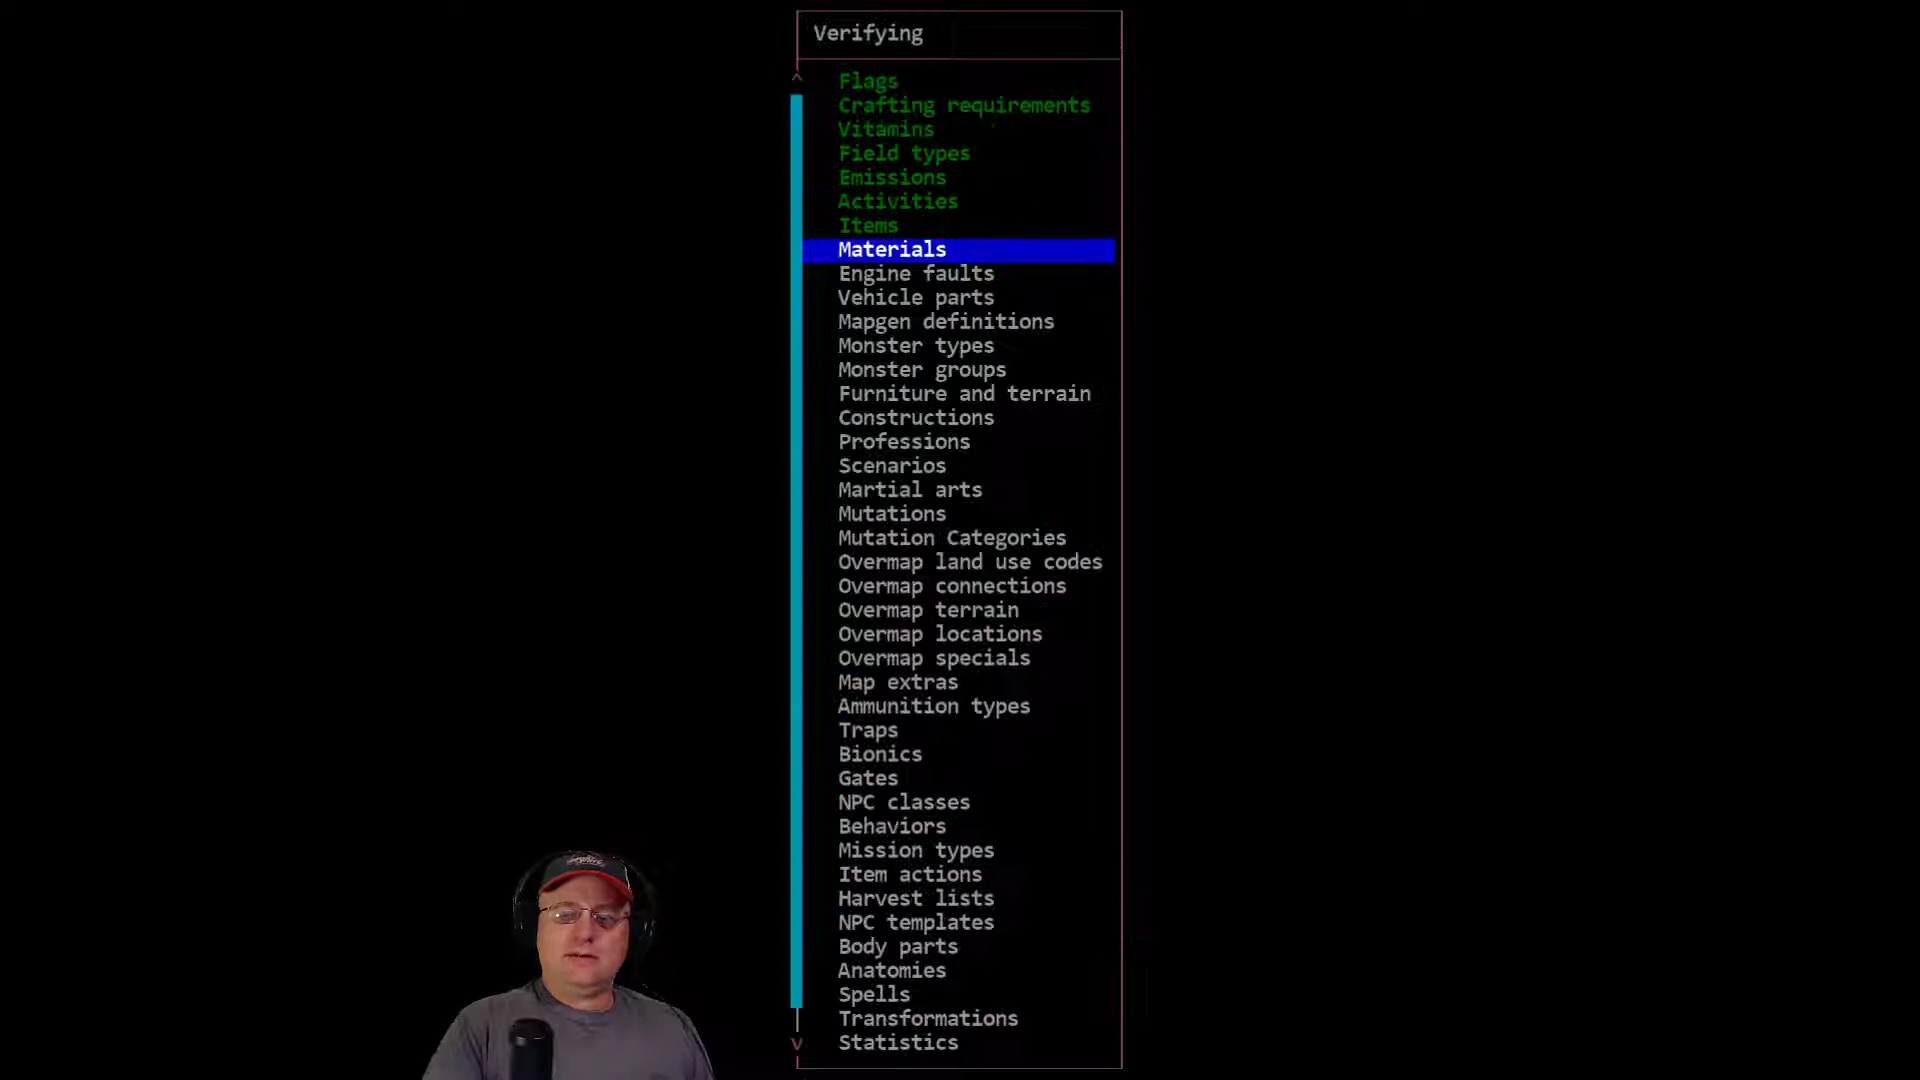 Verifying
^
Flags
Crafting requirements
Vitamins
Field types
Emissions
Activities
Items
Materials
Engine faults
Vehicle parts
Mapgen definitions
Monster types
Monster groups
Furniture and terrain
Constructions
Professions
Scenarios
Martial arts
Mutations
Mutation Categories
Overmap land use codes
Overmap connections
Overmap terrain
Overmap locations
Overmap specials
Map extras
Ammunition types
Traps
Bionics
Gates
NPC classes
Behaviors
Mission types
Item actions
Harvest lists
NPC templates
Body parts
Anatomies
Spells
Transformations
v Statistics